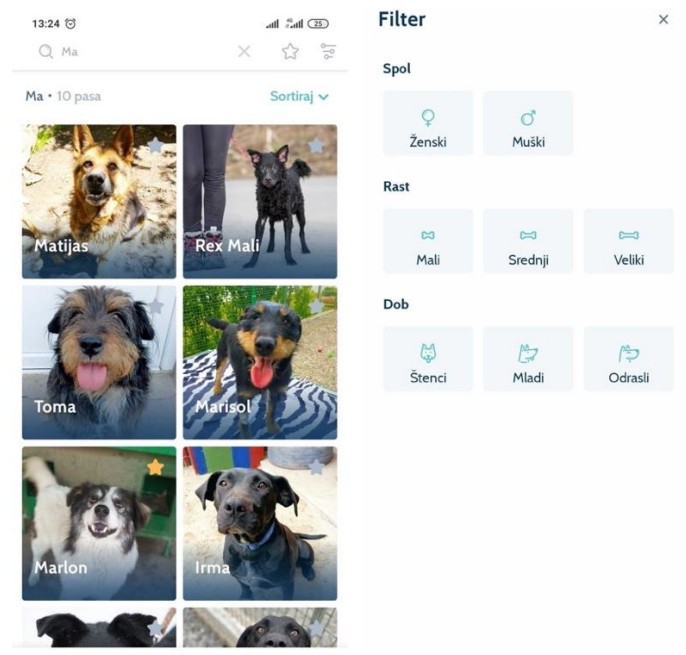 13:24
4G
25
Ma
Ma • 10 pasa
Sortiraj
Matijas
Rex Mali
Toma
Marisol
Marlon
Irma
Filter
Spol
Ženski
Muški
Rast
Mali
Srednji
Veliki
Dob
Štenci
Mladi
Odrasli